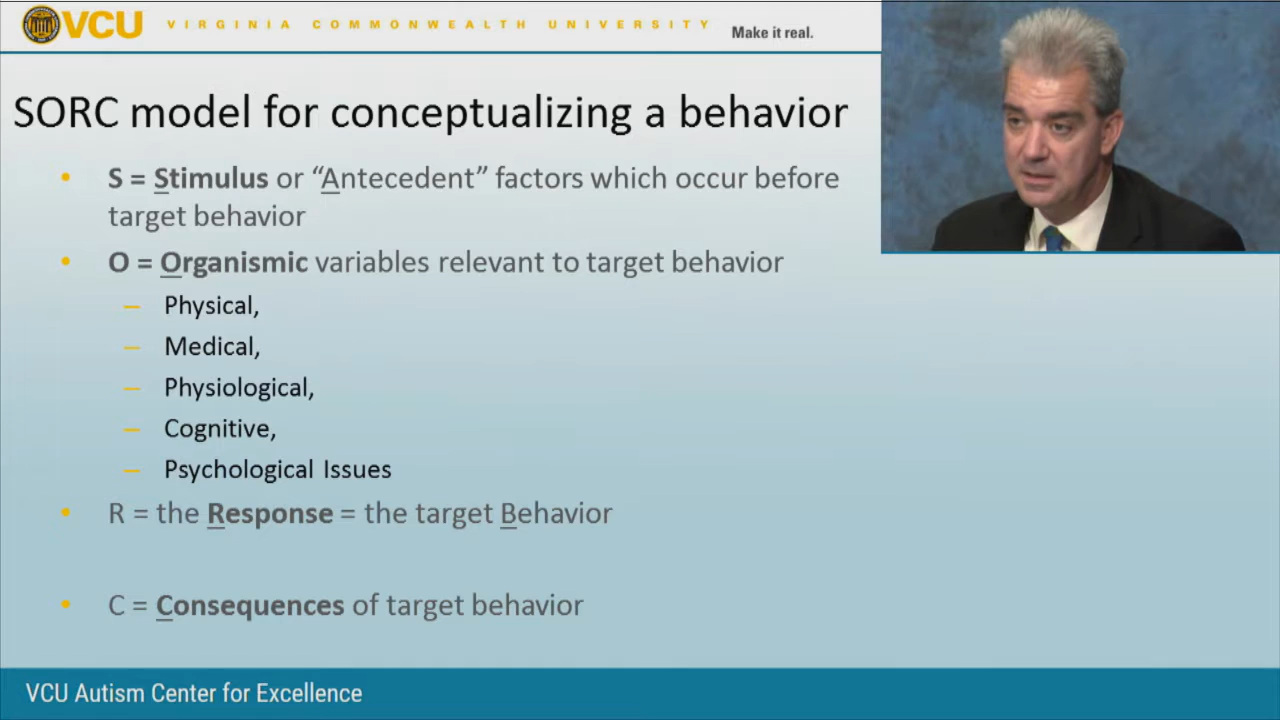 VCU VIRGINIA COMMONWEALTH UNIVERSITY Make it real.
SORC model for conceptualizing a behavior
• S = Stimulus or “Antecedent” factors which occur before
target behavior
• O = Organismic variables relevant to target behavior
– Physical,
– Medical,
– Physiological,
– Cognitive,
– Psychological Issues
• R = the Response = the target Behavior
• C = Consequences of target behavior
VCU Autism Center for Excellence